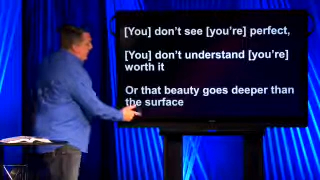 [You] don't see [you're] perfect,
[You] don't understand [you're]
worth it
Or that beauty goes deeper than
the surface